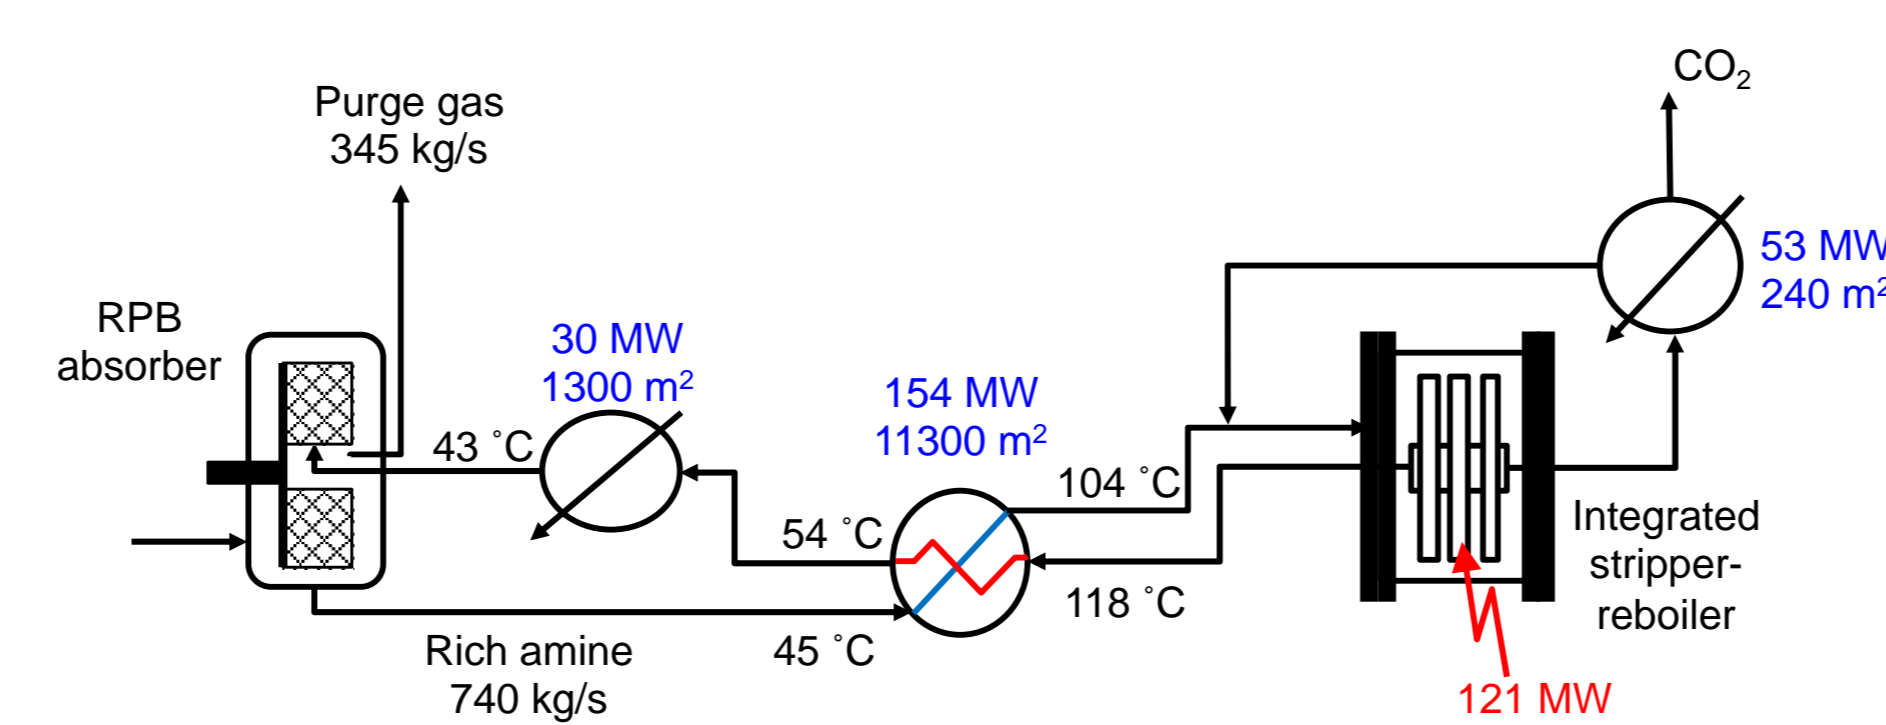 CO₂
Purge gas
345 kg/s
53 MW
240 m²
RPB
absorber
30 MW
1300 m²
154 MW
11300 m²
43 ˚C
104 ˚C
54 ˚C
118 ˚C
Integrated
stripper-
reboiler
Rich amine
740 kg/s
45 ˚C
121 MW